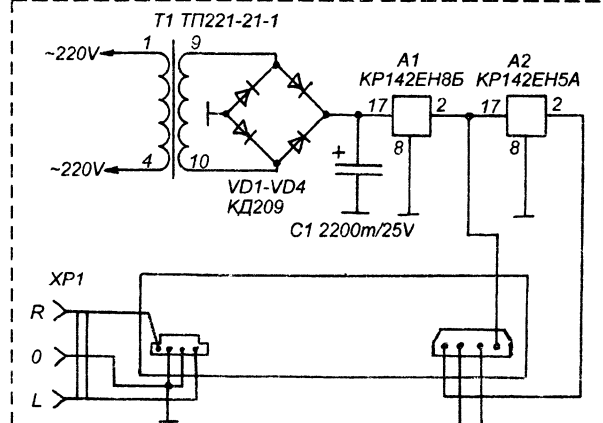 T1 ТП221-21-1
~220V
1
9
A1
КР142ЕН8Б
A2
КР142ЕН5А
17
2
17
2
8
8
~220V
4
10
+
VD1-VD4
КД209
C1 2200m/25V
XP1
R
0
L